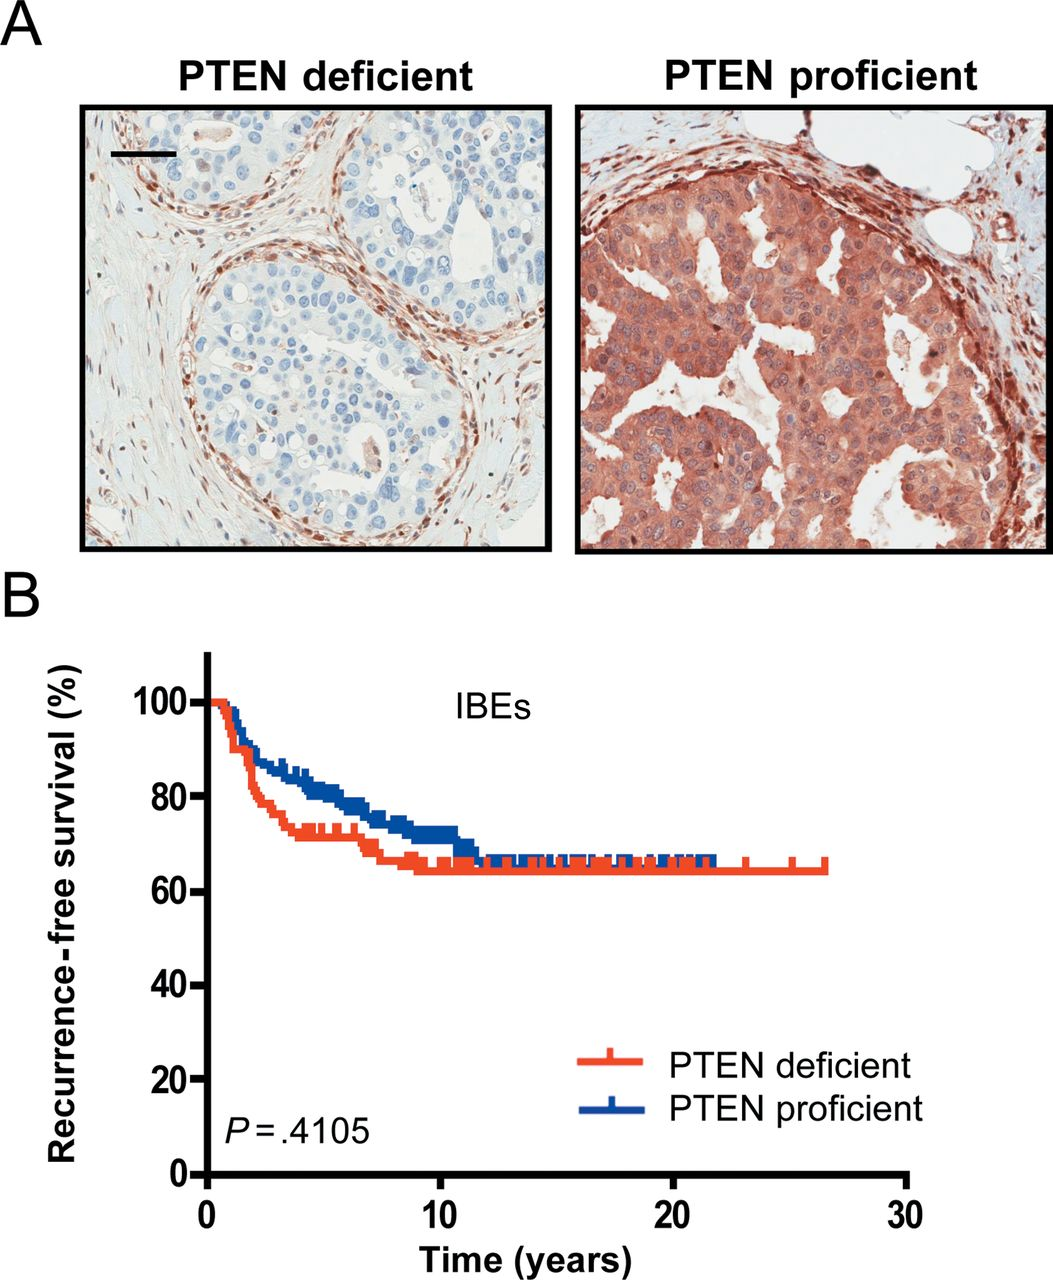 A
PTEN deficient
PTEN proficient
B
Recurrence-free survival (%)
100
80
60
40
20
0
IBEs
PTEN deficient
PTEN proficient
P = .4105
0
10
20
30
Time (years)